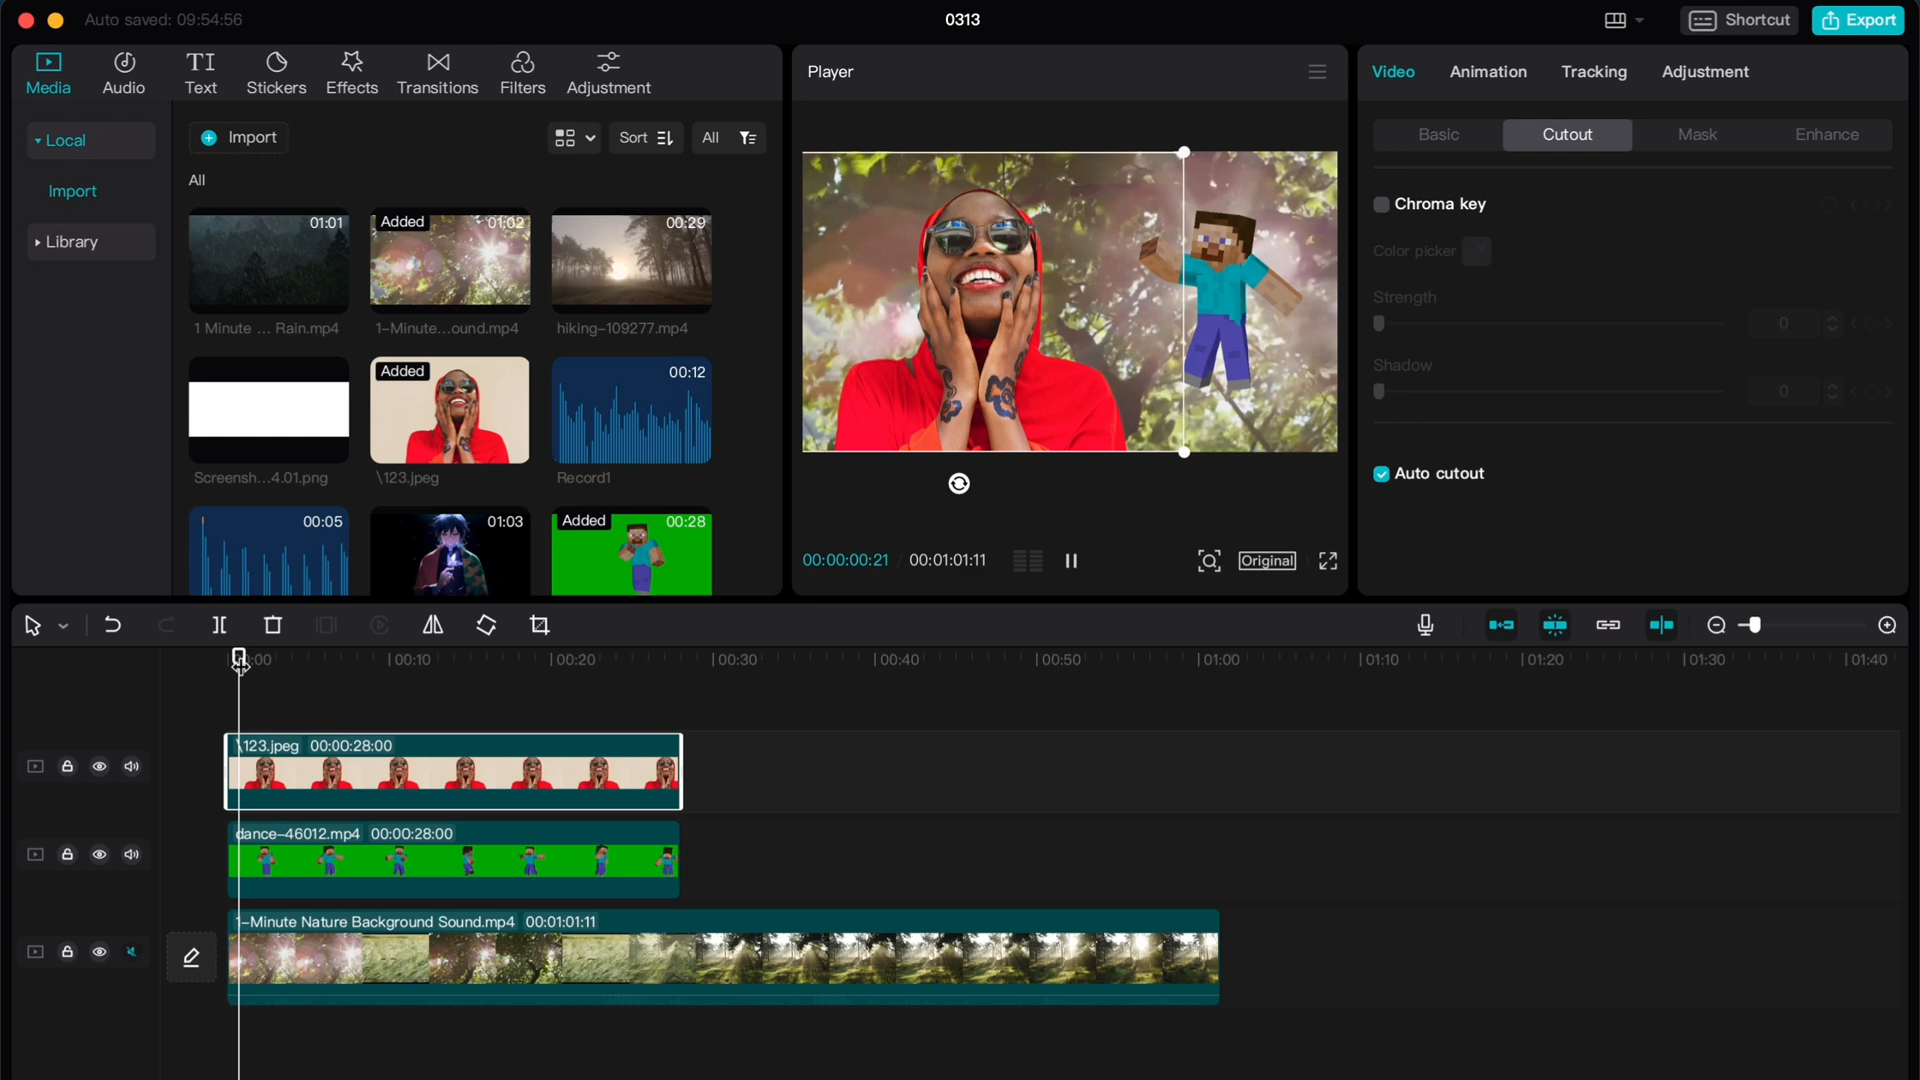 Auto saved: 09:54:56
0313
Shortcut
Export
Media
Audio
TI
Text
Stickers
Effects
Transitions
Filters
Adjustment
Player
Video
Animation
Tracking
Adjustment
Local
Import
Library
Import
Sort
All
All
01:01
1 Minute ... Rain.mp4
Added
01:02
1-Minute...ound.mp4
00:29
hiking-109277.mp4
Screensh...4.01.png
Added
\123.jpeg
00:12
Record1
00:05
01:03
Added
00:28
00:00:00:21
00:01:01:11
Original
Basic
Cutout
Mask
Enhance
Chroma key
Color picker
Strength
0
Shadow
0
Auto cutout
00:10
00:20
00:30
00:40
00:50
01:00
01:10
01:20
01:30
01:40
\123.jpeg 00:00:28:00
dance-46012.mp4 00:00:28:00
1-Minute Nature Background Sound.mp4 00:01:01:11